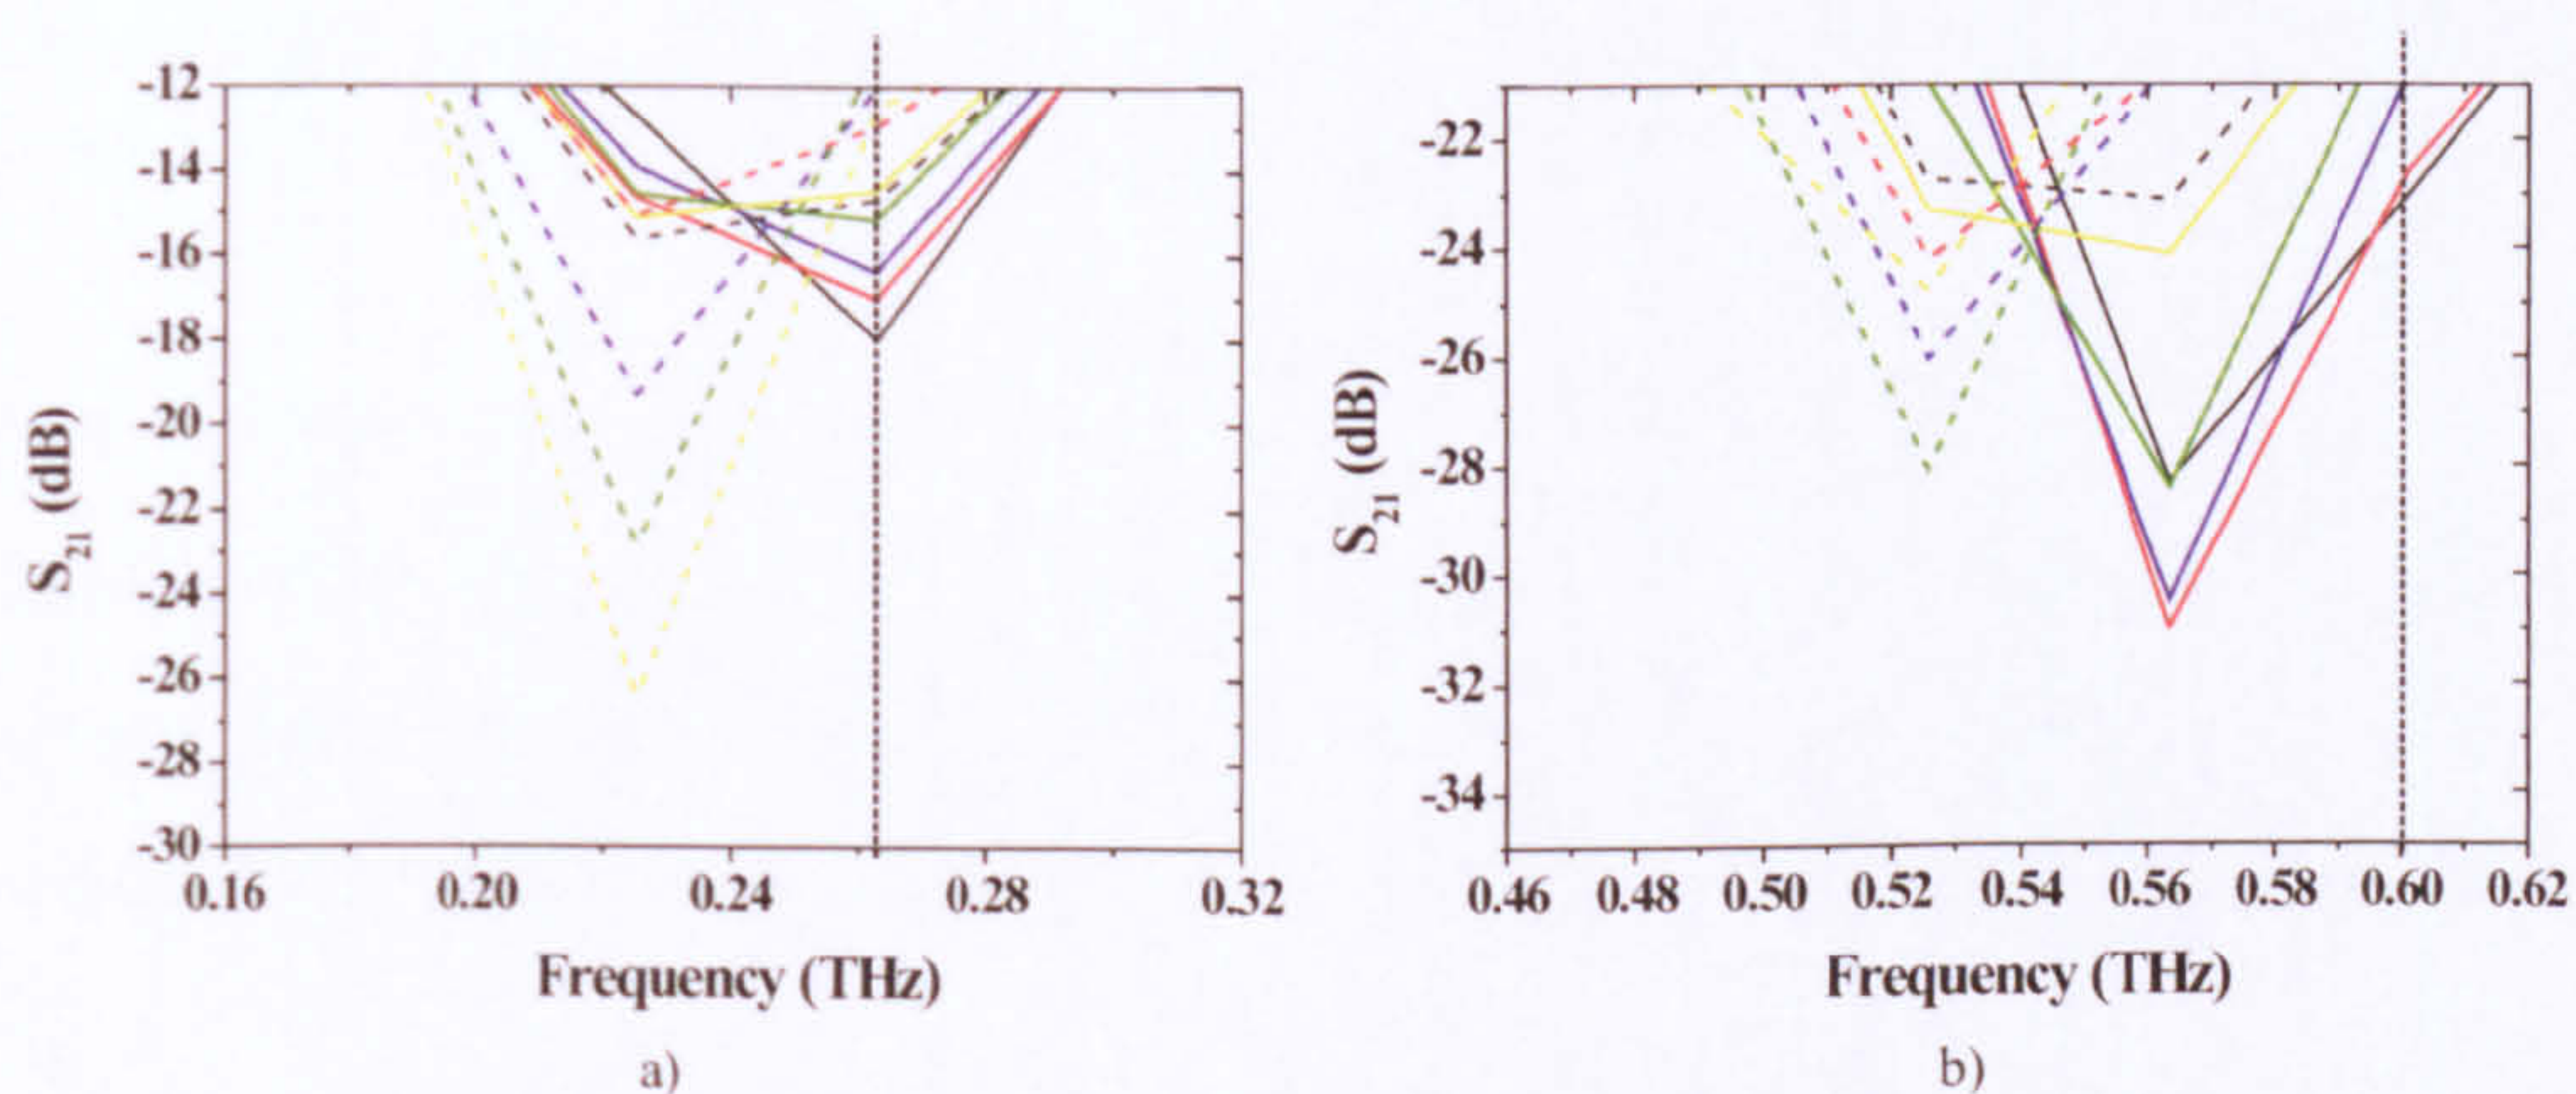 -12
-14
-16
-18
-20
-22
-24
-26
-28
-30
S21 (dB)
0.16 0.20 0.24 0.28 0.32
Frequency (THz)
a)
-22
-24
-26
-28
-30
-32
-34
S21 (dB)
0.46 0.48 0.50 0.52 0.54 0.56 0.58 0.60 0.62
Frequency (THz)
b)